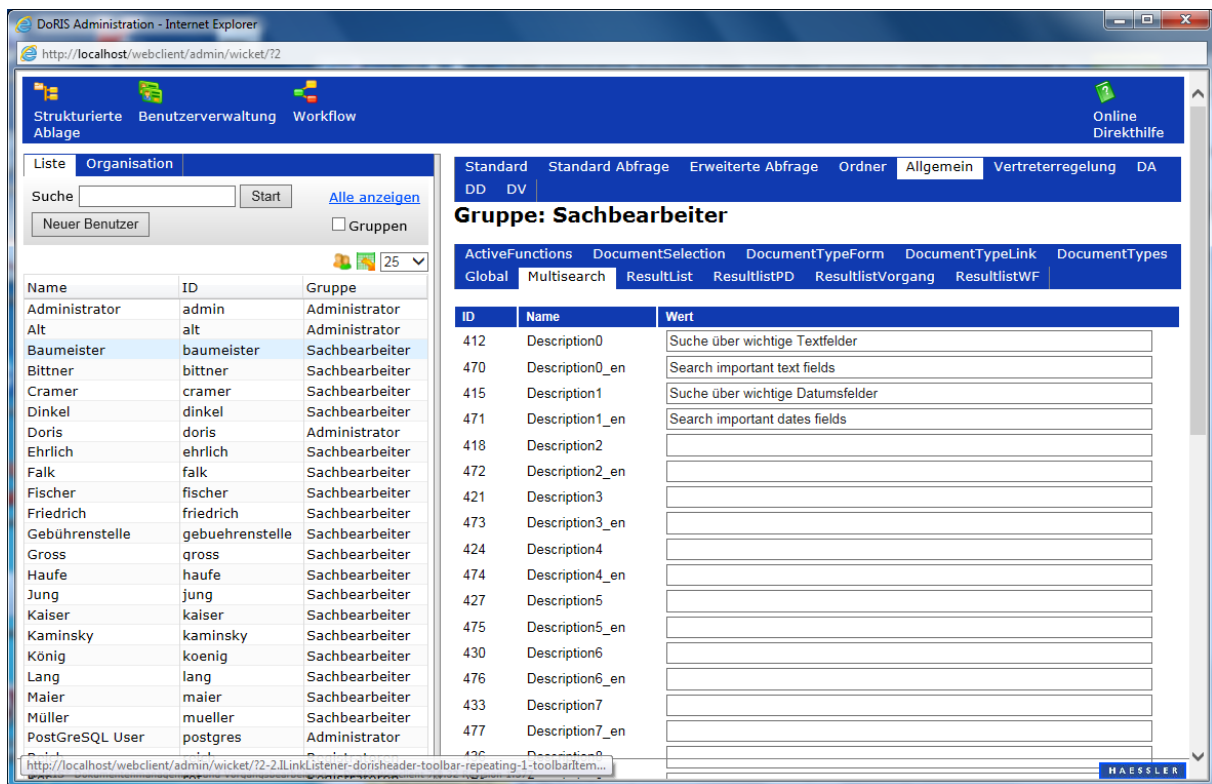 DoRIS Administration - Internet Explorer
http://localhost/webclient/admin/wicket/?2
Strukturierte Ablage Benutzerverwaltung Workflow Online Direkthilfe
Liste Organisation
Suche Start Alle anzeigen
Neuer Benutzer Gruppen
25
Name ID Gruppe
Administrator admin Administrator
Alt alt Administrator
Baumeister baumeister Sachbearbeiter
Bittner bittner Sachbearbeiter
Cramer cramer Sachbearbeiter
Dinkel dinkel Sachbearbeiter
Doris doris Administrator
Ehrlich ehrlich Sachbearbeiter
Falk falk Sachbearbeiter
Fischer fischer Sachbearbeiter
Friedrich friedrich Sachbearbeiter
Gebührenstelle gebuehrenstelle Sachbearbeiter
Gross gross Sachbearbeiter
Haufe haufe Sachbearbeiter
Jung jung Sachbearbeiter
Kaiser kaiser Sachbearbeiter
Kaminsky kaminsky Sachbearbeiter
König koenig Sachbearbeiter
Lang lang Sachbearbeiter
Maier maier Sachbearbeiter
Müller mueller Sachbearbeiter
PostGreSQL User postgres Administrator
Standard Standard Abfrage Erweiterte Abfrage Ordner Allgemein Vertreterregelung DA
DD DV
Gruppe: Sachbearbeiter
ActiveFunctions DocumentSelection DocumentTypeForm DocumentTypeLink DocumentTypes
Global Multisearch ResultList ResultlistPD ResultlistVorgang ResultlistWF
ID Name Wert
412 Description0 Suche über wichtige Textfelder
470 Description0_en Search important text fields
415 Description1 Suche über wichtige Datumsfelder
471 Description1_en Search important dates fields
418 Description2
472 Description2_en
421 Description3
473 Description3_en
424 Description4
474 Description4_en
427 Description5
475 Description5_en
430 Description6
476 Description6_en
433 Description7
477 Description7_en
http://localhost/webclient/admin/wicket/?2-2.ILinkListener-dorisheader-toolbar-repeating-1-toolbarItem...
HAESSLER